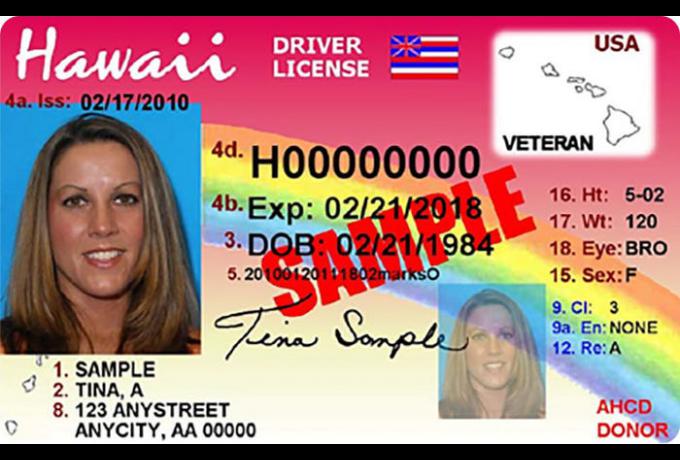 Hawaii
DRIVER
LICENSE
USA
VETERAN
4a. Iss: 02/17/2010
4d. H00000000
4b. Exp: 02/21/2018
3. DOB: 02/21/1984
5. 20100120111802marksO
SAMPLE
16. Ht: 5-02
17. Wt: 120
18. Eye: BRO
15. Sex: F
9. Cl: 3
9a. En: NONE
12. Re: A
Tina Sample
1. SAMPLE
2. TINA, A
8. 123 ANYSTREET
ANYCITY, AA 00000
AHCD
DONOR